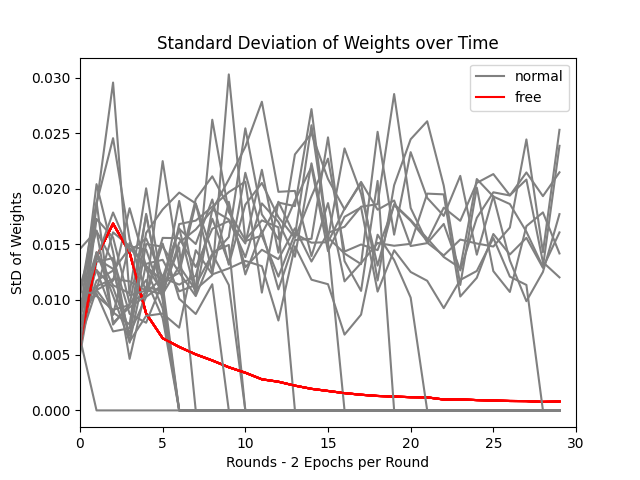 Standard Deviation of Weights over Time
StD of Weights
0.030
0.025
0.020
0.015
0.010
0.005
0.000
normal
free
0 5 10 15 20 25 30
Rounds - 2 Epochs per Round